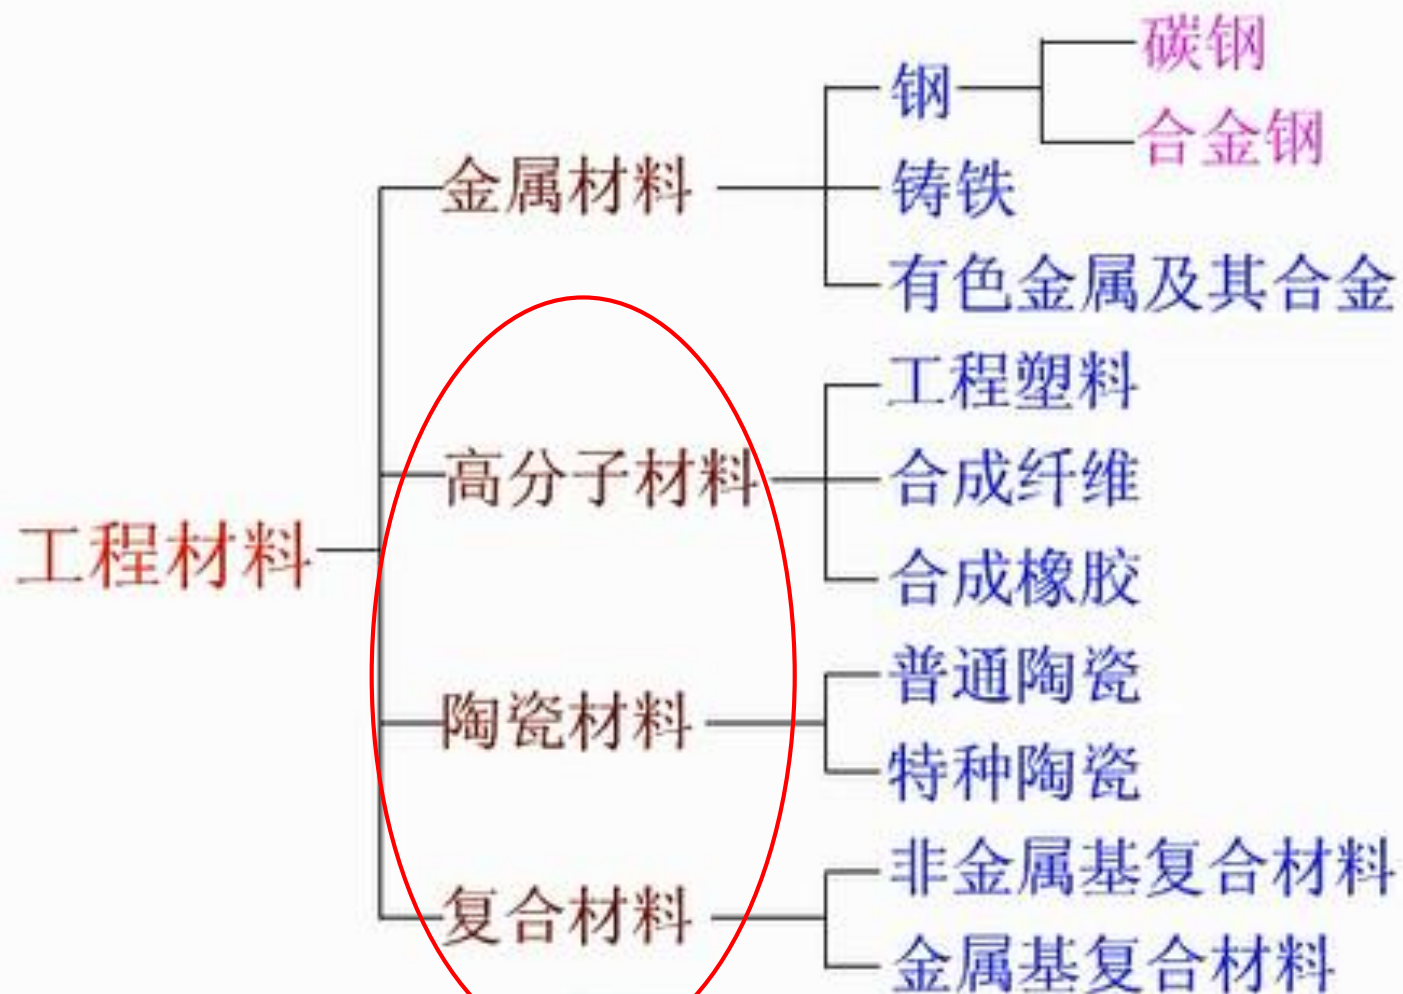 碳钢
钢
合金钢
金属材料
铸铁
有色金属及其合金
工程塑料
高分子材料
合成纤维
工程材料
合成橡胶
普通陶瓷
陶瓷材料
特种陶瓷
非金属基复合材料
复合材料
金属基复合材料